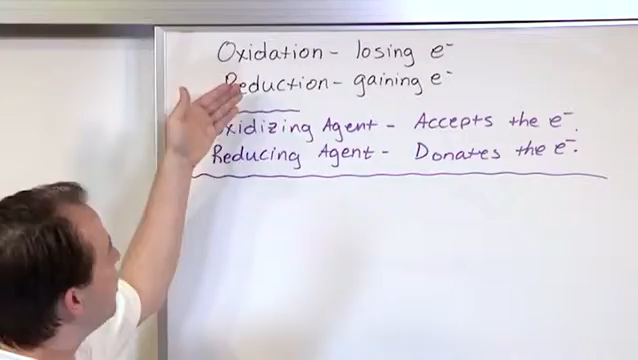 Oxidation - losing e⁻
Reduction - gaining e⁻
Oxidizing Agent - Accepts the e⁻.
Reducing Agent - Donates the e⁻.